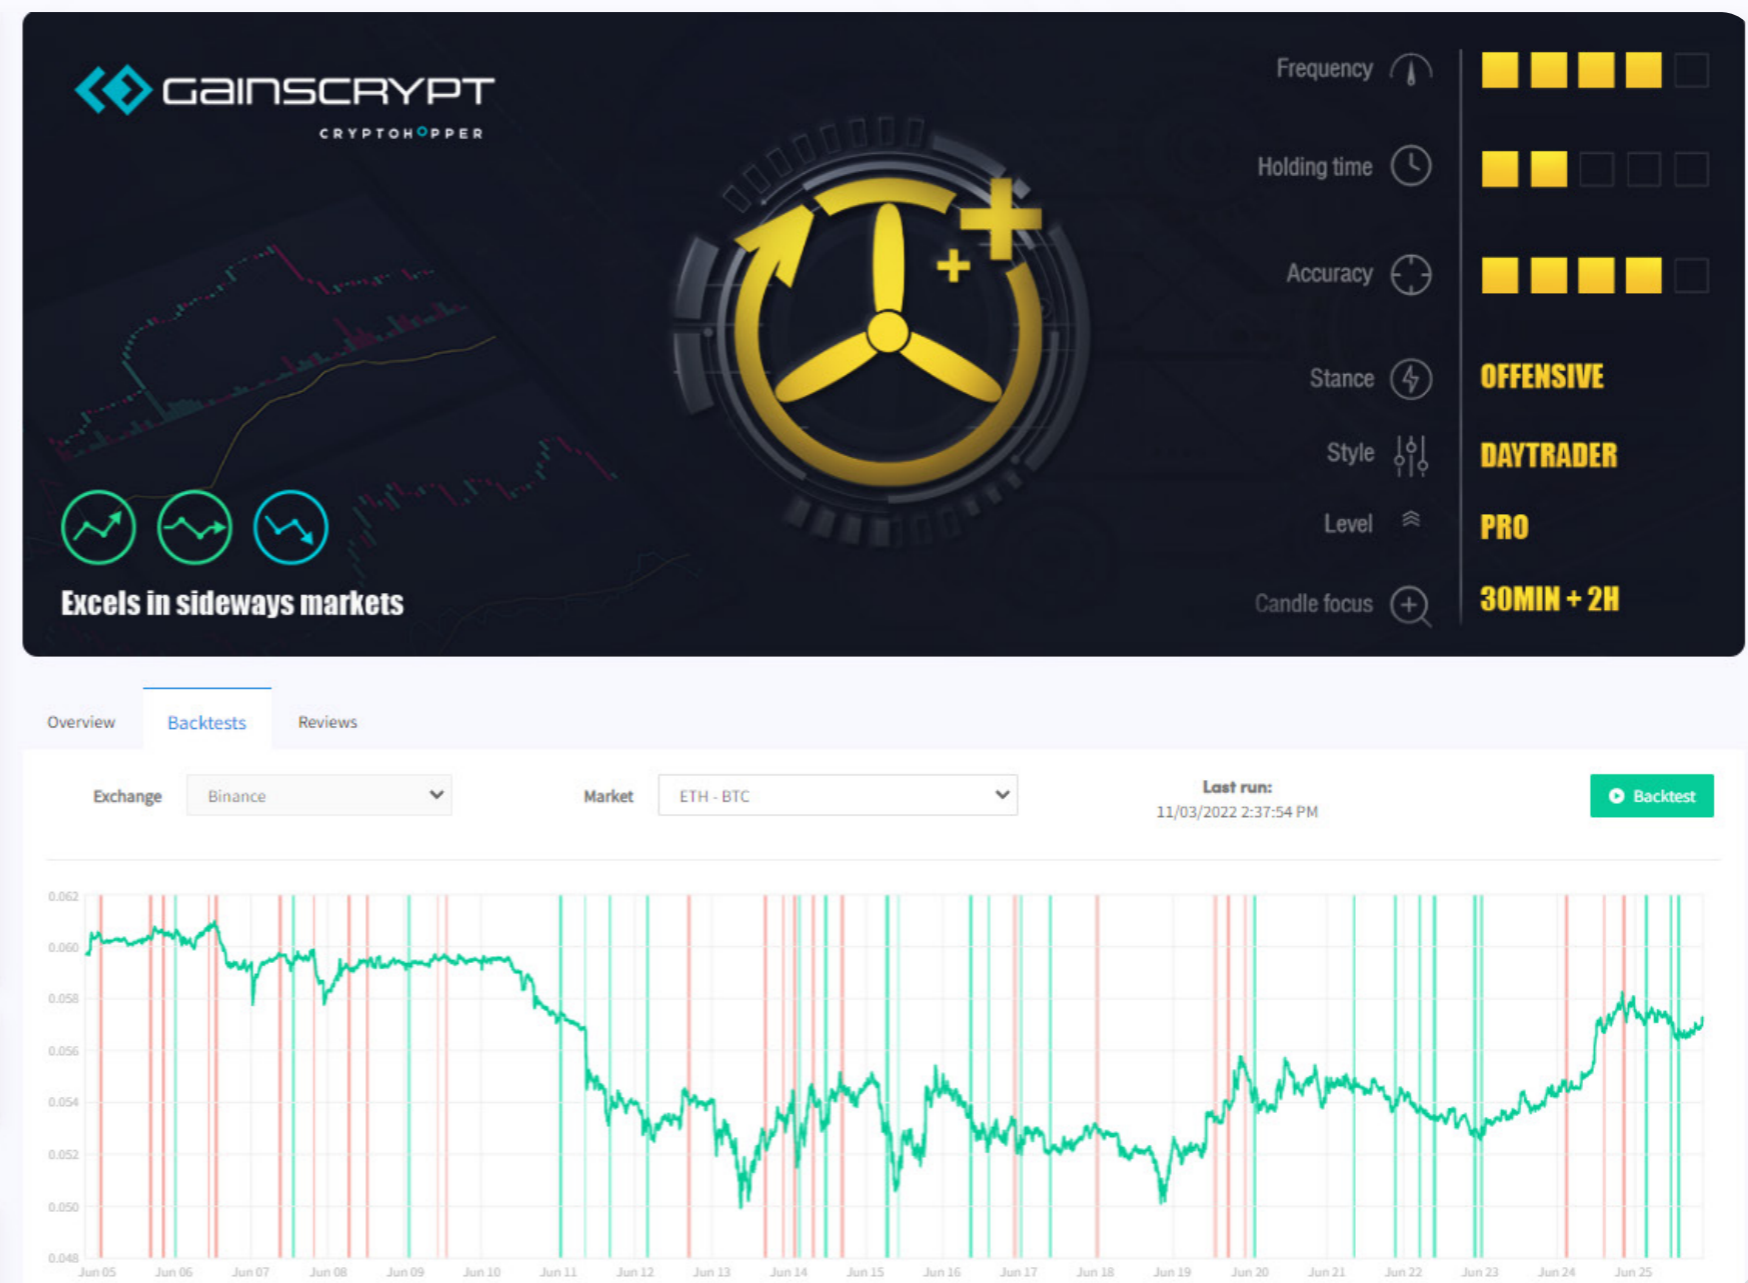 GAINSCRYPT
CRYPTOHOPPER
Frequency
Holding time
Accuracy
Stance OFFENSIVE
Style DAYTRADER
Level PRO
Candle focus 30MIN + 2H
Excels in sideways markets
Overview Backtests Reviews
Exchange Binance Market ETH - BTC Last run: Backtest
11/03/2022 2:37:54 PM
0.062
0.060
0.058
0.056
0.054
0.052
0.050
0.048
Jun 05 Jun 06 Jun 07 Jun 08 Jun 09 Jun 10 Jun 11 Jun 12 Jun 13 Jun 14 Jun 15 Jun 16 Jun 17 Jun 18 Jun 19 Jun 20 Jun 21 Jun 22 Jun 23 Jun 24 Jun 25